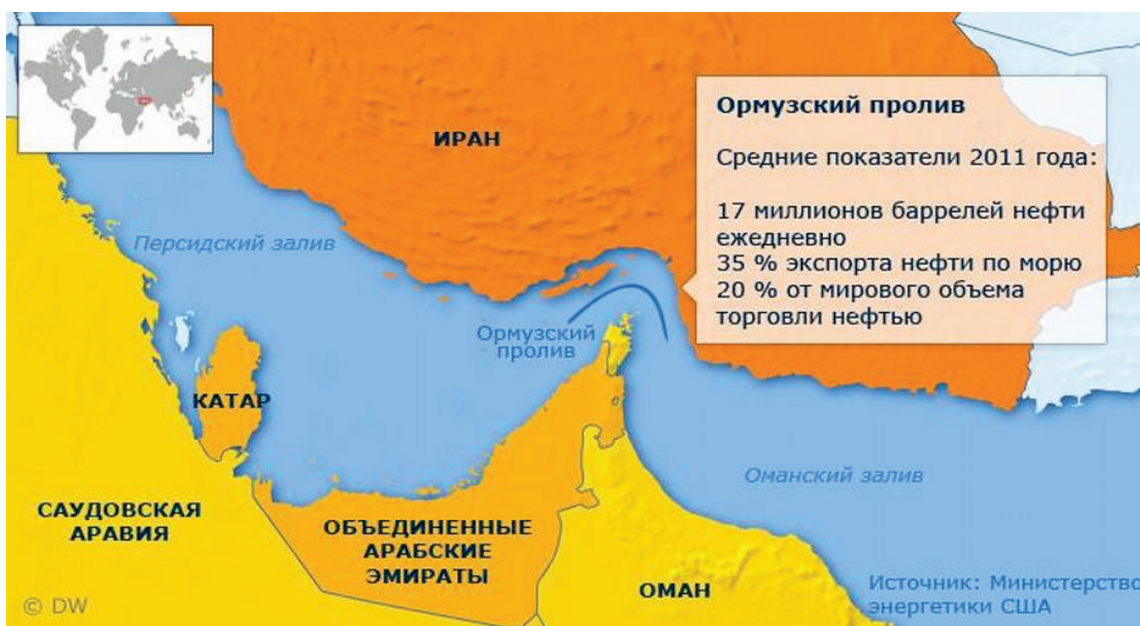 ИРАН
Ормузский пролив
Средние показатели 2011 года:
17 миллионов баррелей нефти
ежедневно
35 % экспорта нефти по морю
20 % от мирового объема
торговли нефтью
Персидский залив
Ормузский
пролив
КАТАР
Оманский залив
САУДОВСКАЯ
АРАВИЯ
ОБЪЕДИНЕННЫЕ
АРАБСКИЕ
ЭМИРАТЫ
ОМАН
Источник: Министерство
энергетики США
© DW